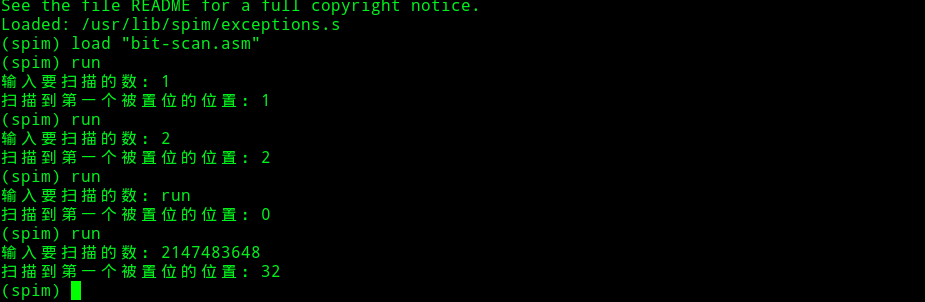 See the file README for a full copyright notice.
Loaded: /usr/lib/spim/exceptions.s
(spim) load "bit-scan.asm"
(spim) run
输入要扫描的数: 1
扫描到第一个被置位的位置: 1
(spim) run
输入要扫描的数: 2
扫描到第一个被置位的位置: 2
(spim) run
输入要扫描的数: run
扫描到第一个被置位的位置: 0
(spim) run
输入要扫描的数: 2147483648
扫描到第一个被置位的位置: 32
(spim)